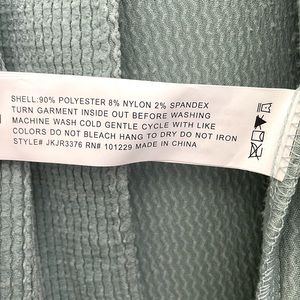 SHELL:90% POLYESTER 8% NYLON 2% SPANDEX
TURN GARMENT INSIDE OUT BEFORE WASHING
MACHINE WASH COLD GENTLE CYCLE WITH LIKE
COLORS DO NOT BLEACH HANG TO DRY DO NOT IRON
STYLE# JKJR3376 RN# 101229 MADE IN CHINA